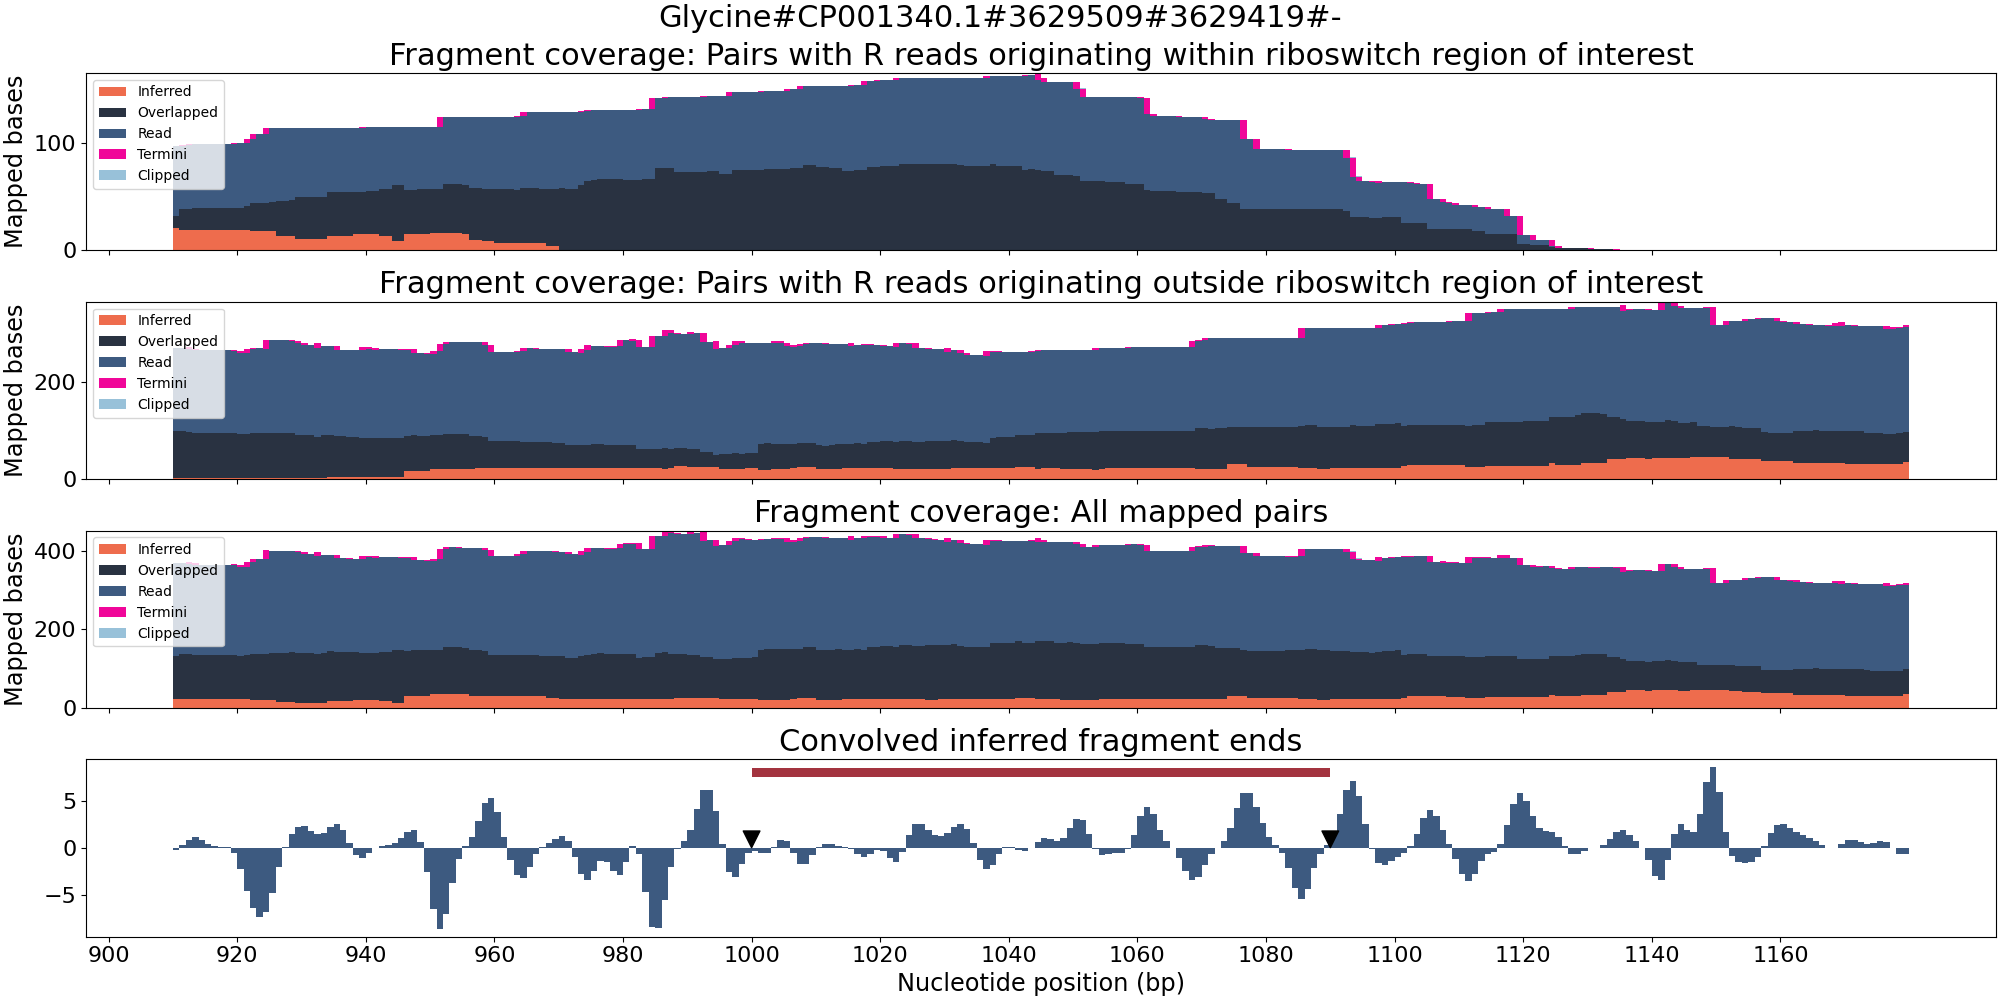 Glycine#CP001340.1#3629509#3629419#-
Fragment coverage: Pairs with R reads originating within riboswitch region of interest
Mapped bases
100
0
Inferred
Overlapped
Read
Termini
Clipped
Fragment coverage: Pairs with R reads originating outside riboswitch region of interest
Mapped bases
200
0
Inferred
Overlapped
Read
Termini
Clipped
Fragment coverage: All mapped pairs
Mapped bases
400
200
0
Inferred
Overlapped
Read
Termini
Clipped
Convolved inferred fragment ends
5
0
−5
900 920 940 960 980 1000 1020 1040 1060 1080 1100 1120 1140 1160
Nucleotide position (bp)